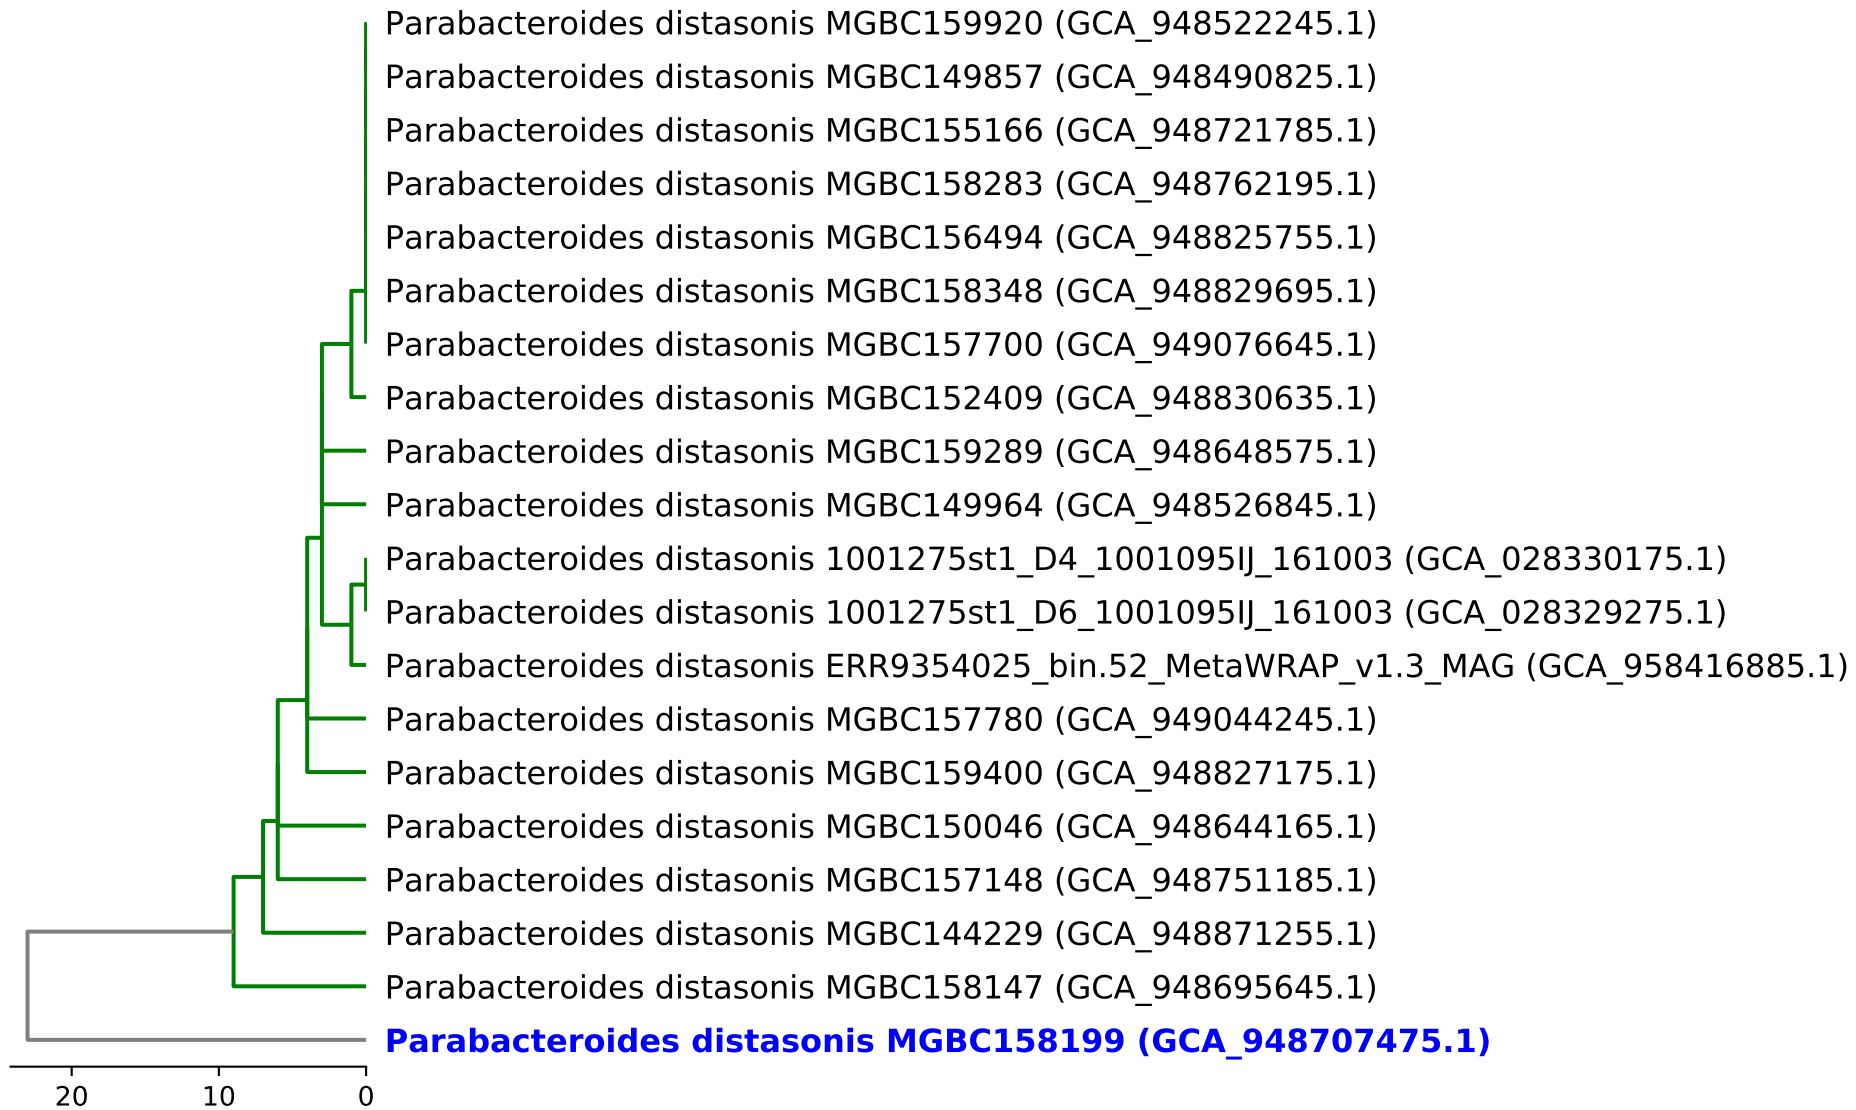 Parabacteroides distasonis MGBC159920 (GCA_948522245.1)
Parabacteroides distasonis MGBC149857 (GCA_948490825.1)
Parabacteroides distasonis MGBC155166 (GCA_948721785.1)
Parabacteroides distasonis MGBC158283 (GCA_948762195.1)
Parabacteroides distasonis MGBC156494 (GCA_948825755.1)
Parabacteroides distasonis MGBC158348 (GCA_948829695.1)
Parabacteroides distasonis MGBC157700 (GCA_949076645.1)
Parabacteroides distasonis MGBC152409 (GCA_948830635.1)
Parabacteroides distasonis MGBC159289 (GCA_948648575.1)
Parabacteroides distasonis MGBC149964 (GCA_948526845.1)
Parabacteroides distasonis 1001275st1_D4_1001095IJ_161003 (GCA_028330175.1)
Parabacteroides distasonis 1001275st1_D6_1001095IJ_161003 (GCA_028329275.1)
Parabacteroides distasonis ERR9354025_bin.52_MetaWRAP_v1.3_MAG (GCA_958416885.1)
Parabacteroides distasonis MGBC157780 (GCA_949044245.1)
Parabacteroides distasonis MGBC159400 (GCA_948827175.1)
Parabacteroides distasonis MGBC150046 (GCA_948644165.1)
Parabacteroides distasonis MGBC157148 (GCA_948751185.1)
Parabacteroides distasonis MGBC144229 (GCA_948871255.1)
Parabacteroides distasonis MGBC158147 (GCA_948695645.1)
Parabacteroides distasonis MGBC158199 (GCA_948707475.1)
20 10 0